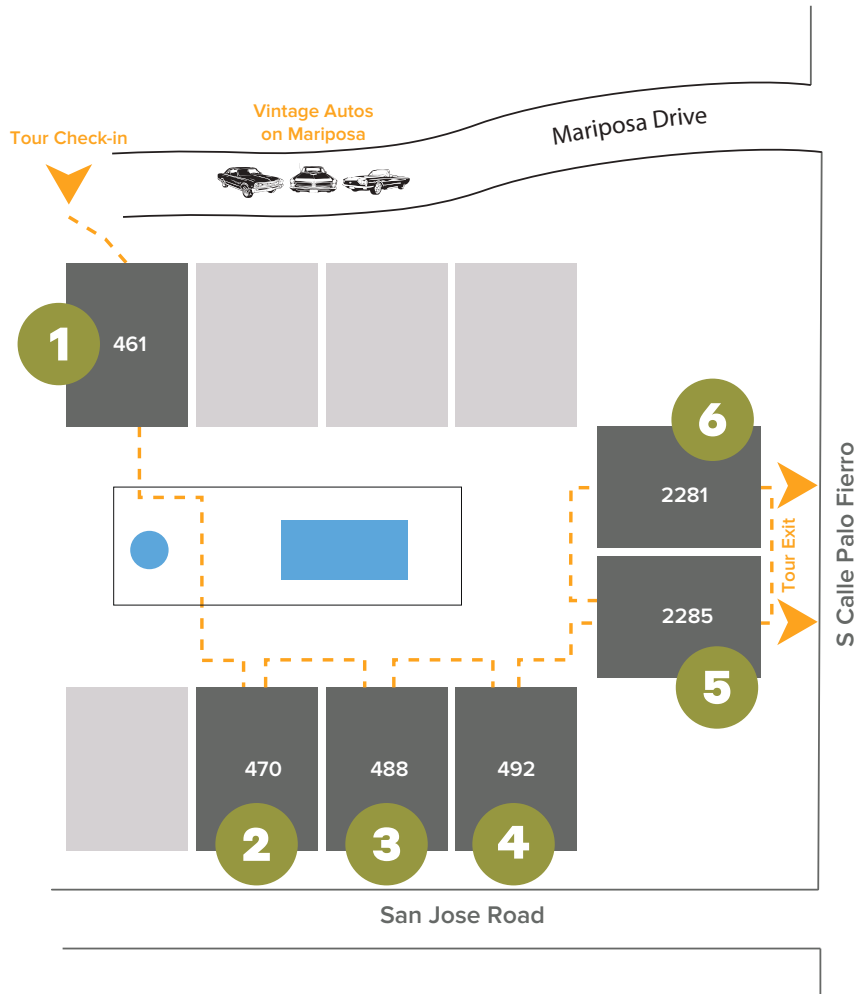 Vintage Autos
on Mariposa
Mariposa Drive
Tour Check-in
1
461
6
2281
Tour Exit
S Calle Palo Fierro
2285
5
470
488
492
2
3
4
San Jose Road